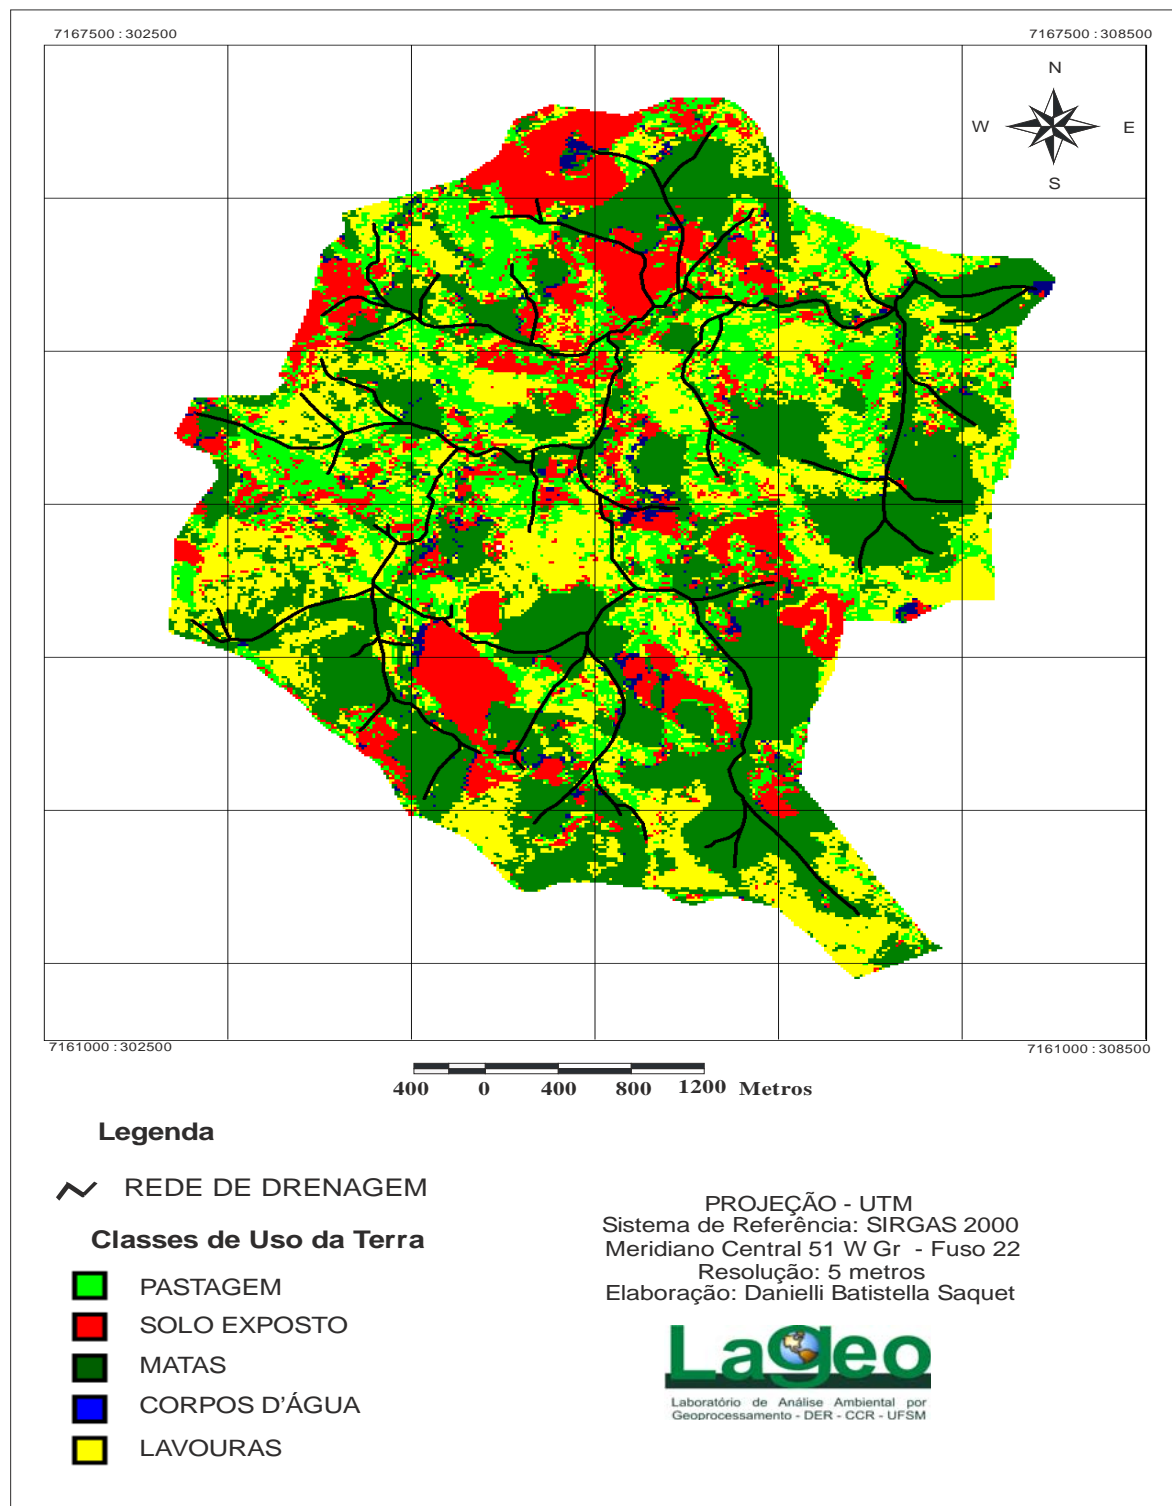 7167500 : 302500
7167500 : 308500
N
W
E
S
7161000 : 302500
7161000 : 308500
400 0 400 800 1200 Metros
Legenda
REDE DE DRENAGEM
Classes de Uso da Terra
PASTAGEM
SOLO EXPOSTO
MATAS
CORPOS D'ÁGUA
LAVOURAS
PROJEÇÃO - UTM
Sistema de Referência: SIRGAS 2000
Meridiano Central 51 W Gr - Fuso 22
Resolução: 5 metros
Elaboração: Danielli Batistella Saquet
Lageo
Laboratório de Análise Ambiental por
Geoprocessamento - DER - CCR - UFSM